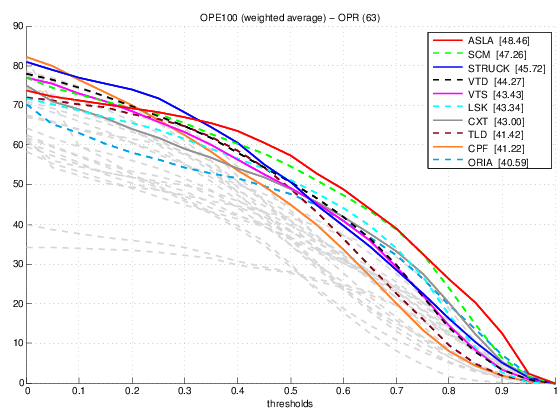 OPE100 (weighted average) – OPR (63)
90
80
70
60
50
40
30
20
10
0
ASLA [48.46]
SCM [47.26]
STRUCK [45.72]
VTD [44.27]
VTS [43.43]
LSK [43.34]
CXT [43.00]
TLD [41.42]
CPF [41.22]
ORIA [40.59]
0 0.1 0.2 0.3 0.4 0.5 0.6 0.7 0.8 0.9 1
thresholds